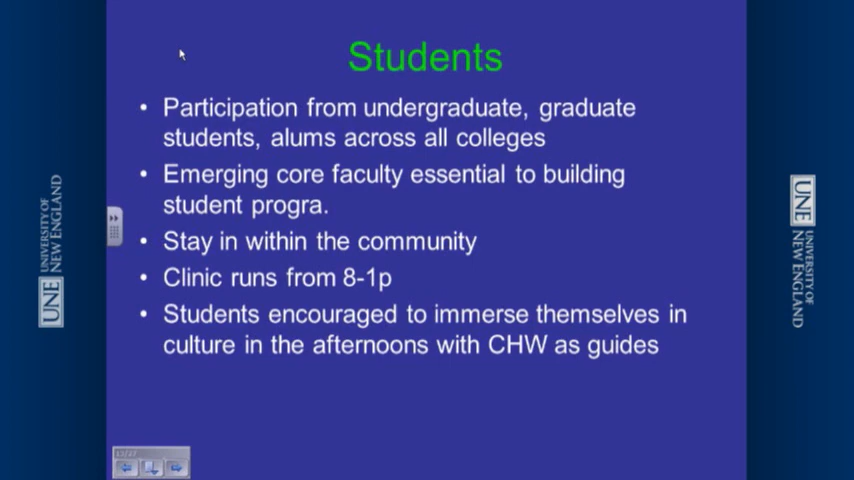 Students
• Participation from undergraduate, graduate
students, alums across all colleges
• Emerging core faculty essential to building
student progra.
• Stay in within the community
• Clinic runs from 8-1p
• Students encouraged to immerse themselves in
culture in the afternoons with CHW as guides
UNE UNIVERSITY OF
NEW ENGLAND
UNE UNIVERSITY OF
NEW ENGLAND